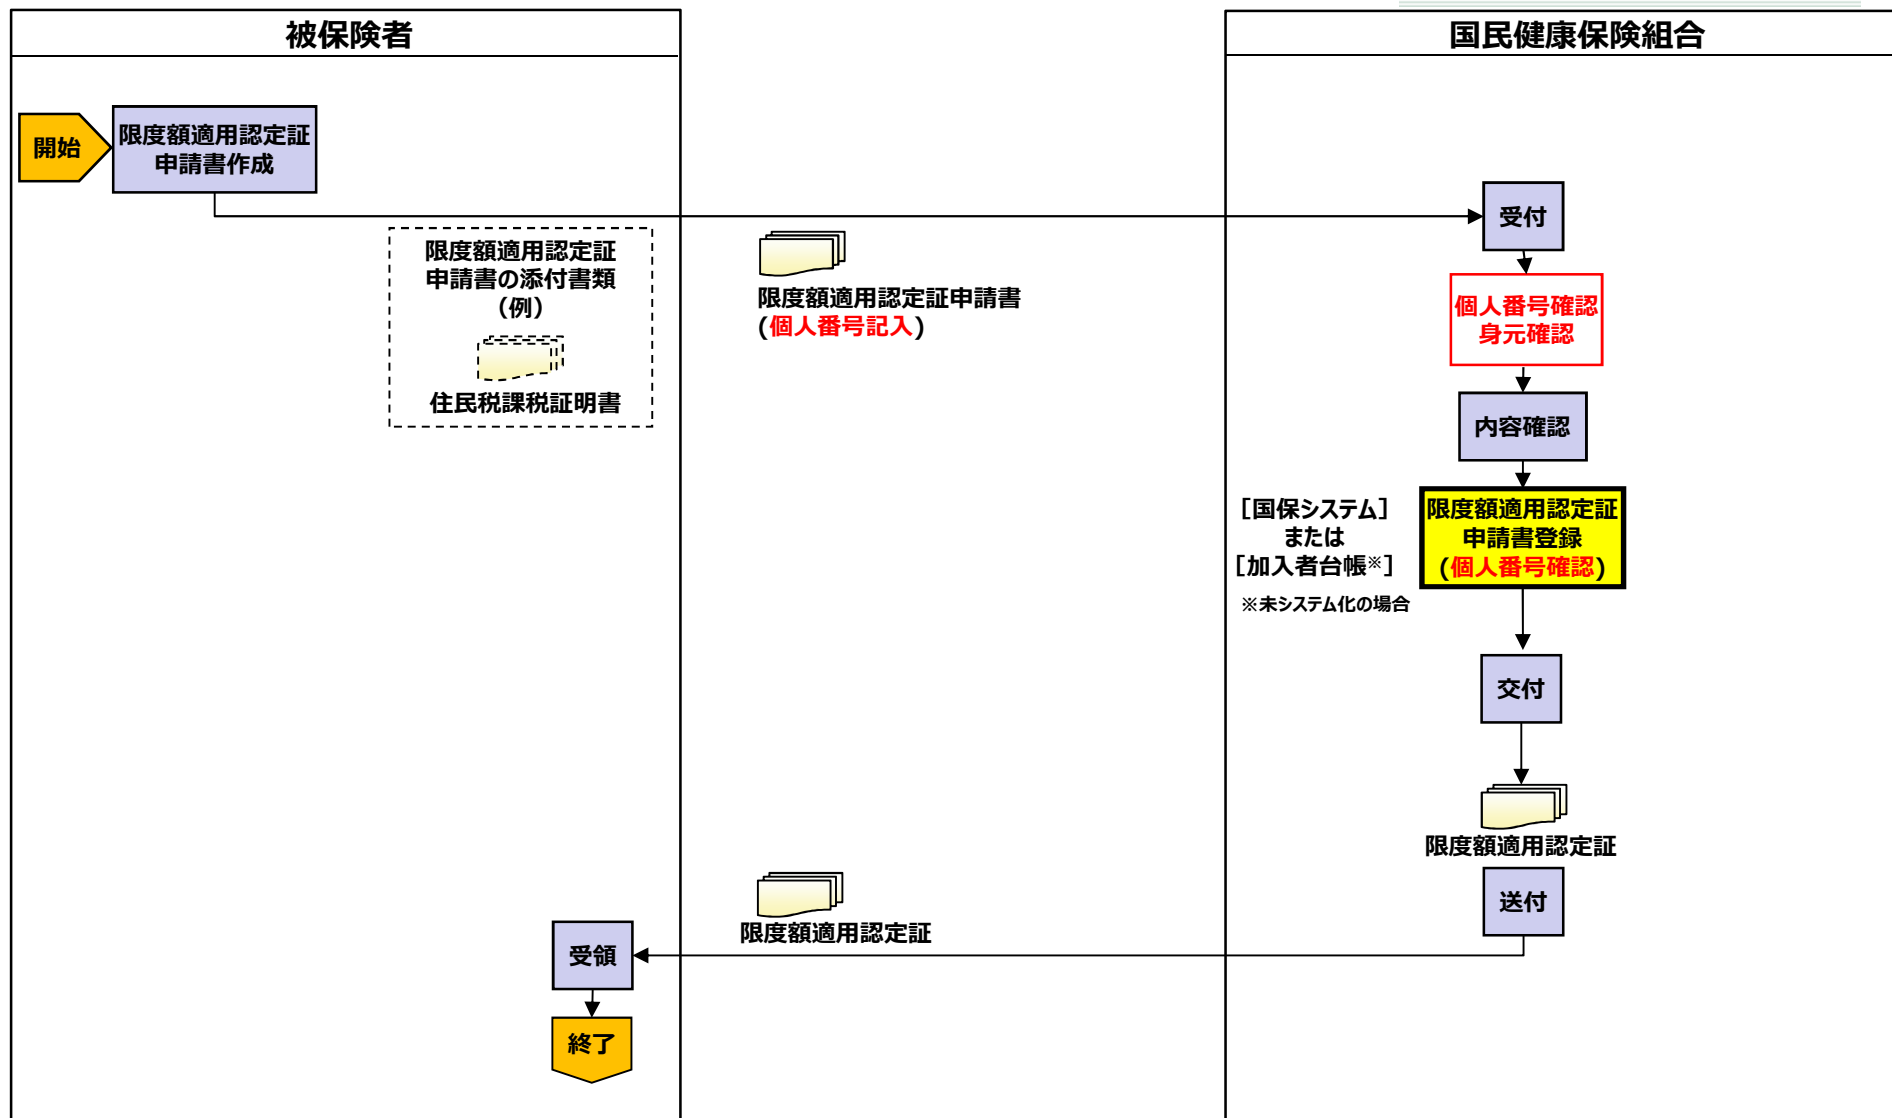 被保険者
国民健康保険組合
開始
限度額適用認定証
申請書作成
受付
限度額適用認定証
申請書の添付書類
（例）
住民税課税証明書
限度額適用認定証申請書
(個人番号記入)
個人番号確認
身元確認
内容確認
［国保システム］
または
［加入者台帳※］
※未システム化の場合
限度額適用認定証
申請書登録
(個人番号確認)
交付
限度額適用認定証
送付
限度額適用認定証
受領
終了